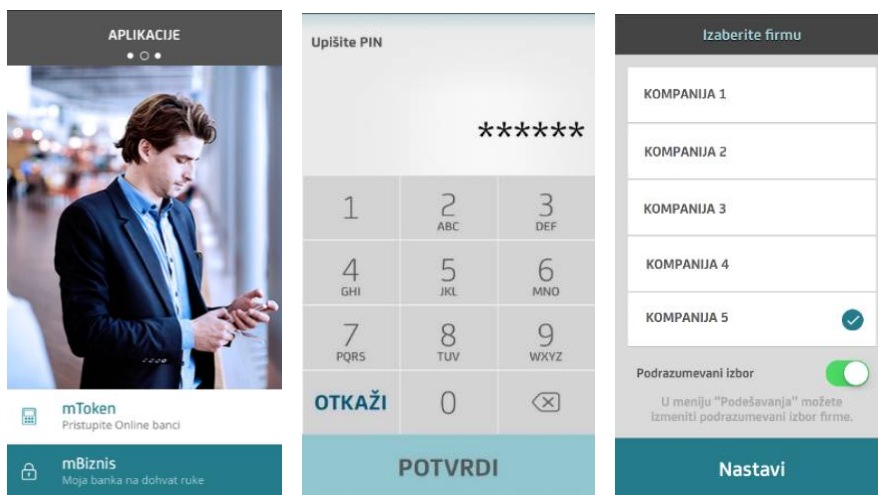 APLIKACIJE
mToken
Pristupite Online banci
mBiznis
Moja banka na dohvat ruke
Upišite PIN
******
1
2
ABC
3
DEF
4
GHI
5
JKL
6
MNO
7
PQRS
8
TUV
9
WXYZ
OTKAŽI
0
POTVRDI
Izaberite firmu
KOMPANIJA 1
KOMPANIJA 2
KOMPANIJA 3
KOMPANIJA 4
KOMPANIJA 5
Podrazumevani izbor
U meniju "Podešavanja" možete
izmeniti podrazumevani izbor firme.
Nastavi